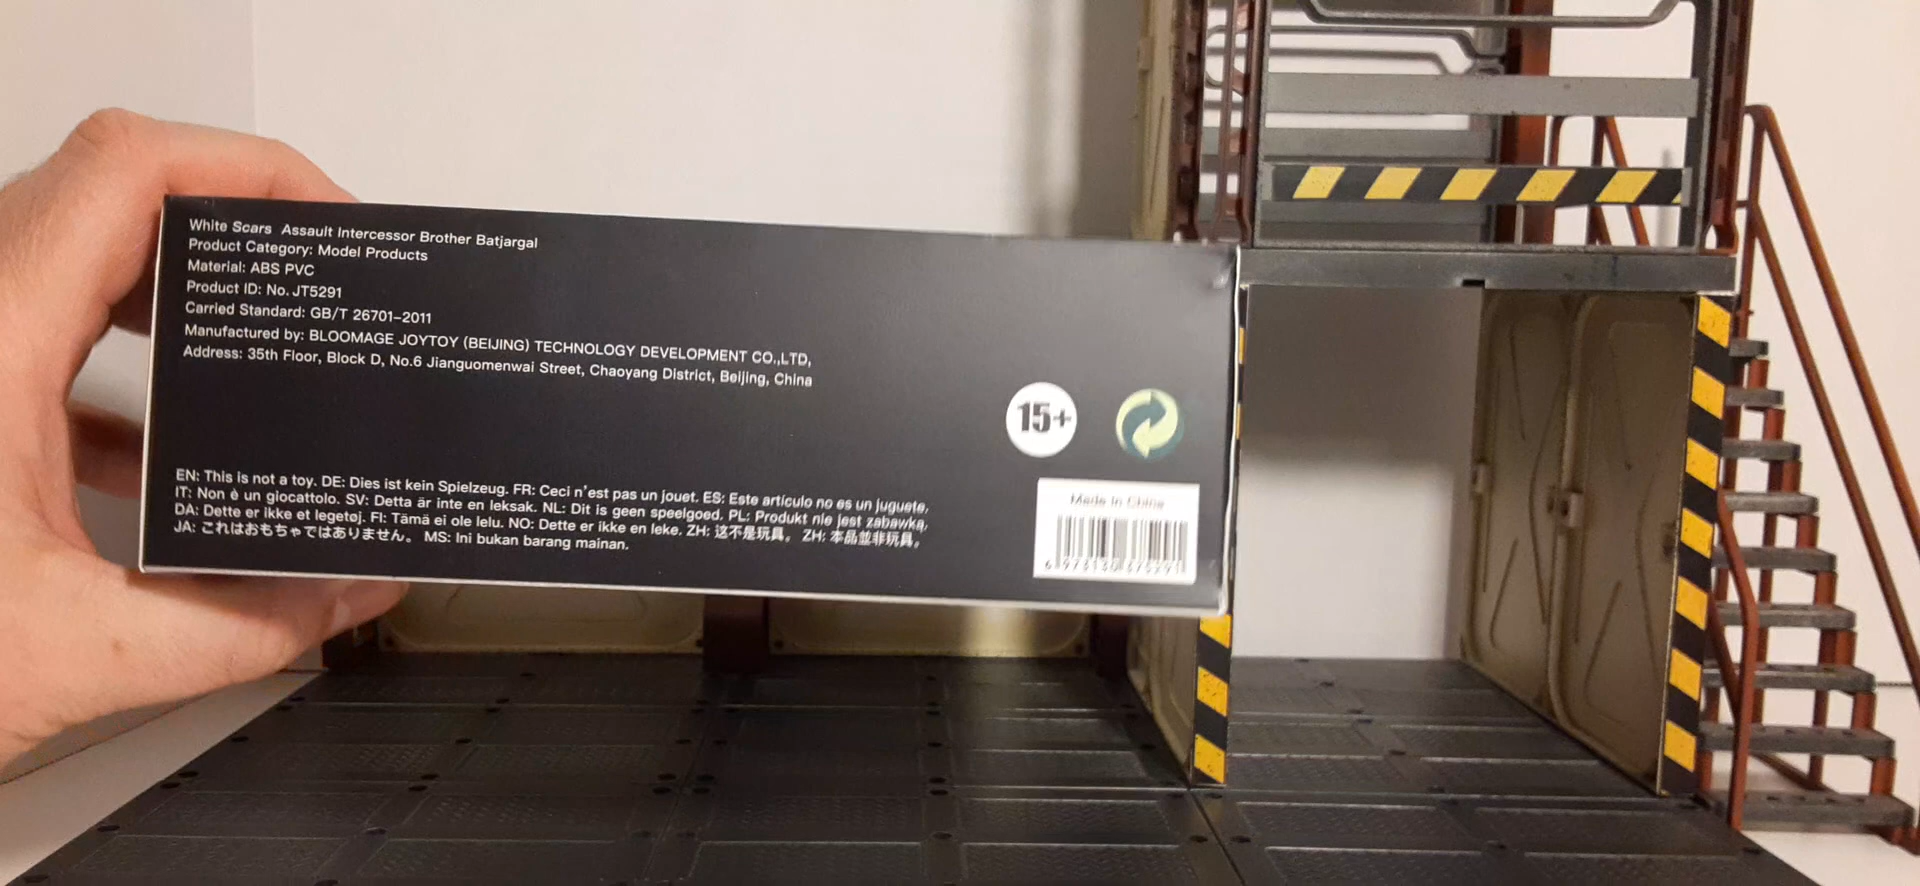 White Scars Assault Intercessor Brother Batjargal
Product Category: Model Products
Material: ABS PVC
Product ID: No. JT5291
Carried Standard: GB/T 26701-2011
Manufactured by: BLOOMAGE JOYTOY (BEIJING) TECHNOLOGY DEVELOPMENT CO.,LTD,
Address: 35th Floor, Block D, No.6 Jianguomenwai Street, Chaoyang District, Beijing, China
15+
EN: This is not a toy. DE: Dies ist kein Spielzeug. FR: Ceci n'est pas un jouet. ES: Este artículo no es un juguete,
IT: Non è un giocattolo. SV: Detta är inte en leksak. NL: Dit is geen speelgoed. PL: Produkt nie jest zabawką,
DA: Dette er ikke et legetøj. FI: Tämä ei ole lelu. NO: Dette er ikke en leke. ZH: 这不是玩具。 ZH: 本品並非玩具。
JA: これはおもちゃではありません。 MS: Ini bukan barang mainan.
Made In China